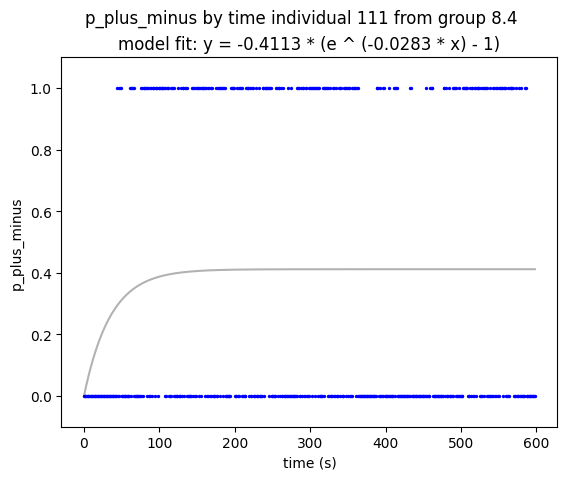 p_plus_minus by time individual 111 from group 8.4
model fit: y = -0.4113 * (e ^ (-0.0283 * x) - 1)
1.0
0.8
0.6
0.4
0.2
0.0
p_plus_minus
0 100 200 300 400 500 600
time (s)